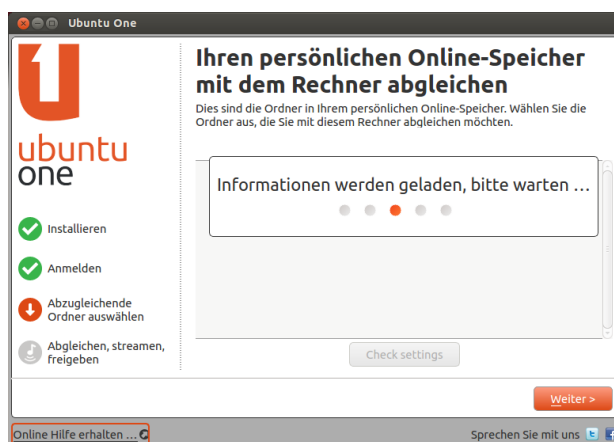 Ubuntu One
Ihren persönlichen Online-Speicher
mit dem Rechner abgleichen
Dies sind die Ordner in Ihrem persönlichen Online-Speicher. Wählen Sie die
Ordner aus, die Sie mit diesem Rechner abgleichen möchten.
ubuntu
one
Informationen werden geladen, bitte warten ...
Installieren
Anmelden
Abzugleichende
Ordner auswählen
Abgleichen, streamen,
freigeben
Check settings
Weiter >
Online Hilfe erhalten ...
Sprechen Sie mit uns